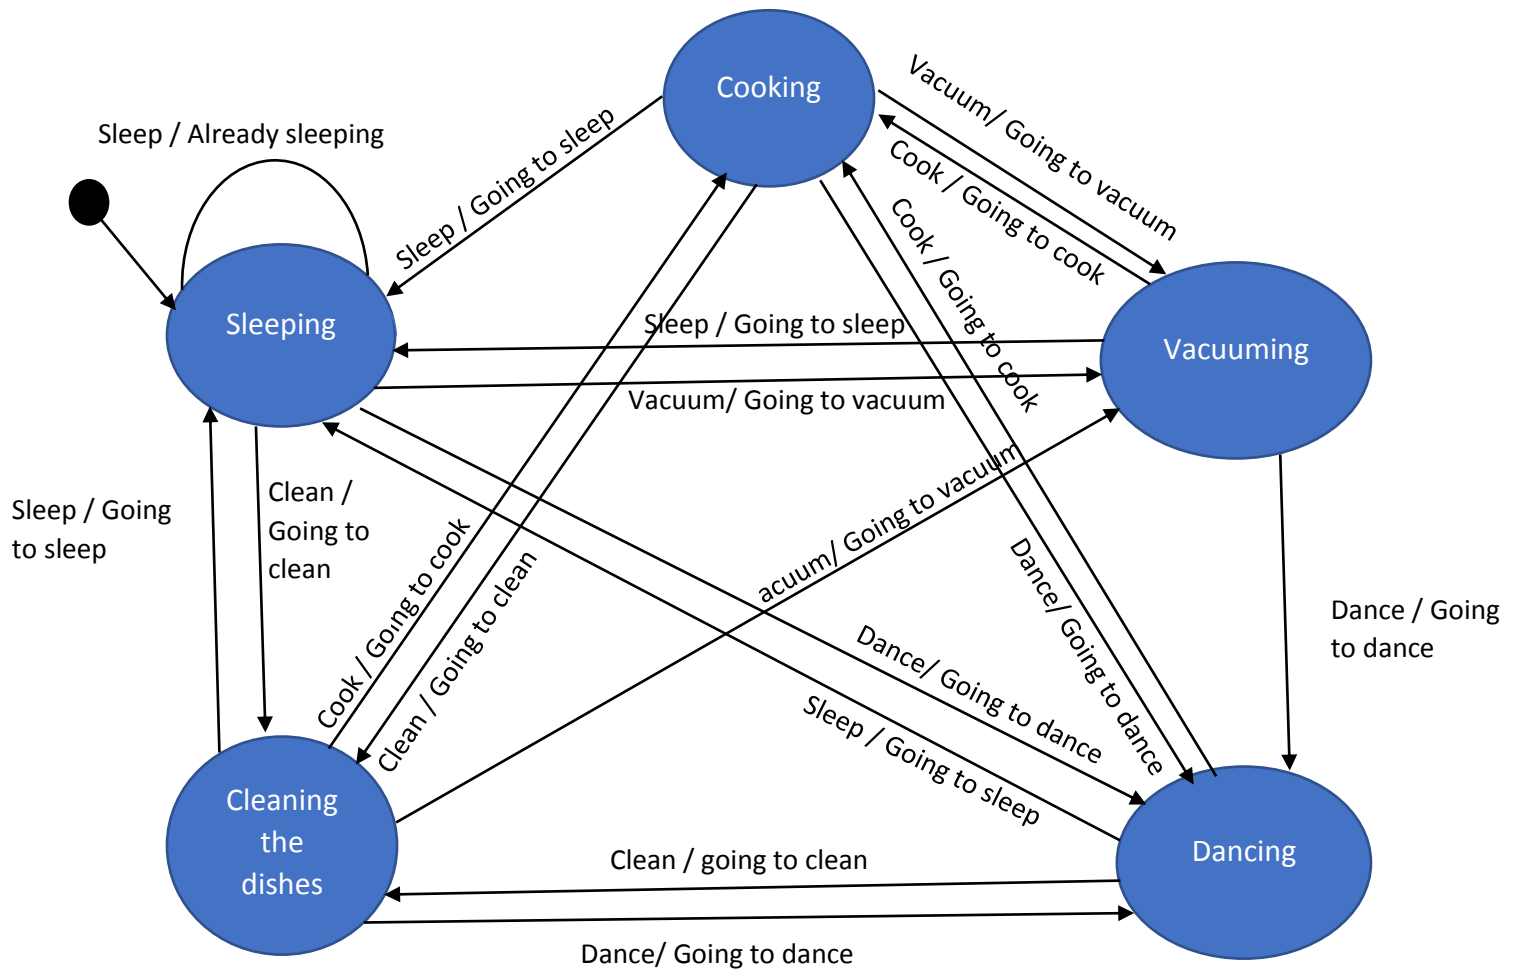 Cooking
Vacuum/ Going to vacuum
Sleep / Already sleeping
Sleep / Going to sleep
Cook / Going to cook
Cook / Going to cook
Sleeping
Sleep / Going to sleep
Vacuuming
Vacuum/ Going to vacuum
Sleep / Going
to sleep
Clean /
Going to
clean
acuum/ Going to vacuum
Cook / Going to cook
Clean / Going to clean
Dance/ Going to dance
Dance / Going
to dance
Dance/ Going to dance
Sleep / Going to sleep
Cleaning
the
dishes
Dancing
Clean / going to clean
Dance/ Going to dance